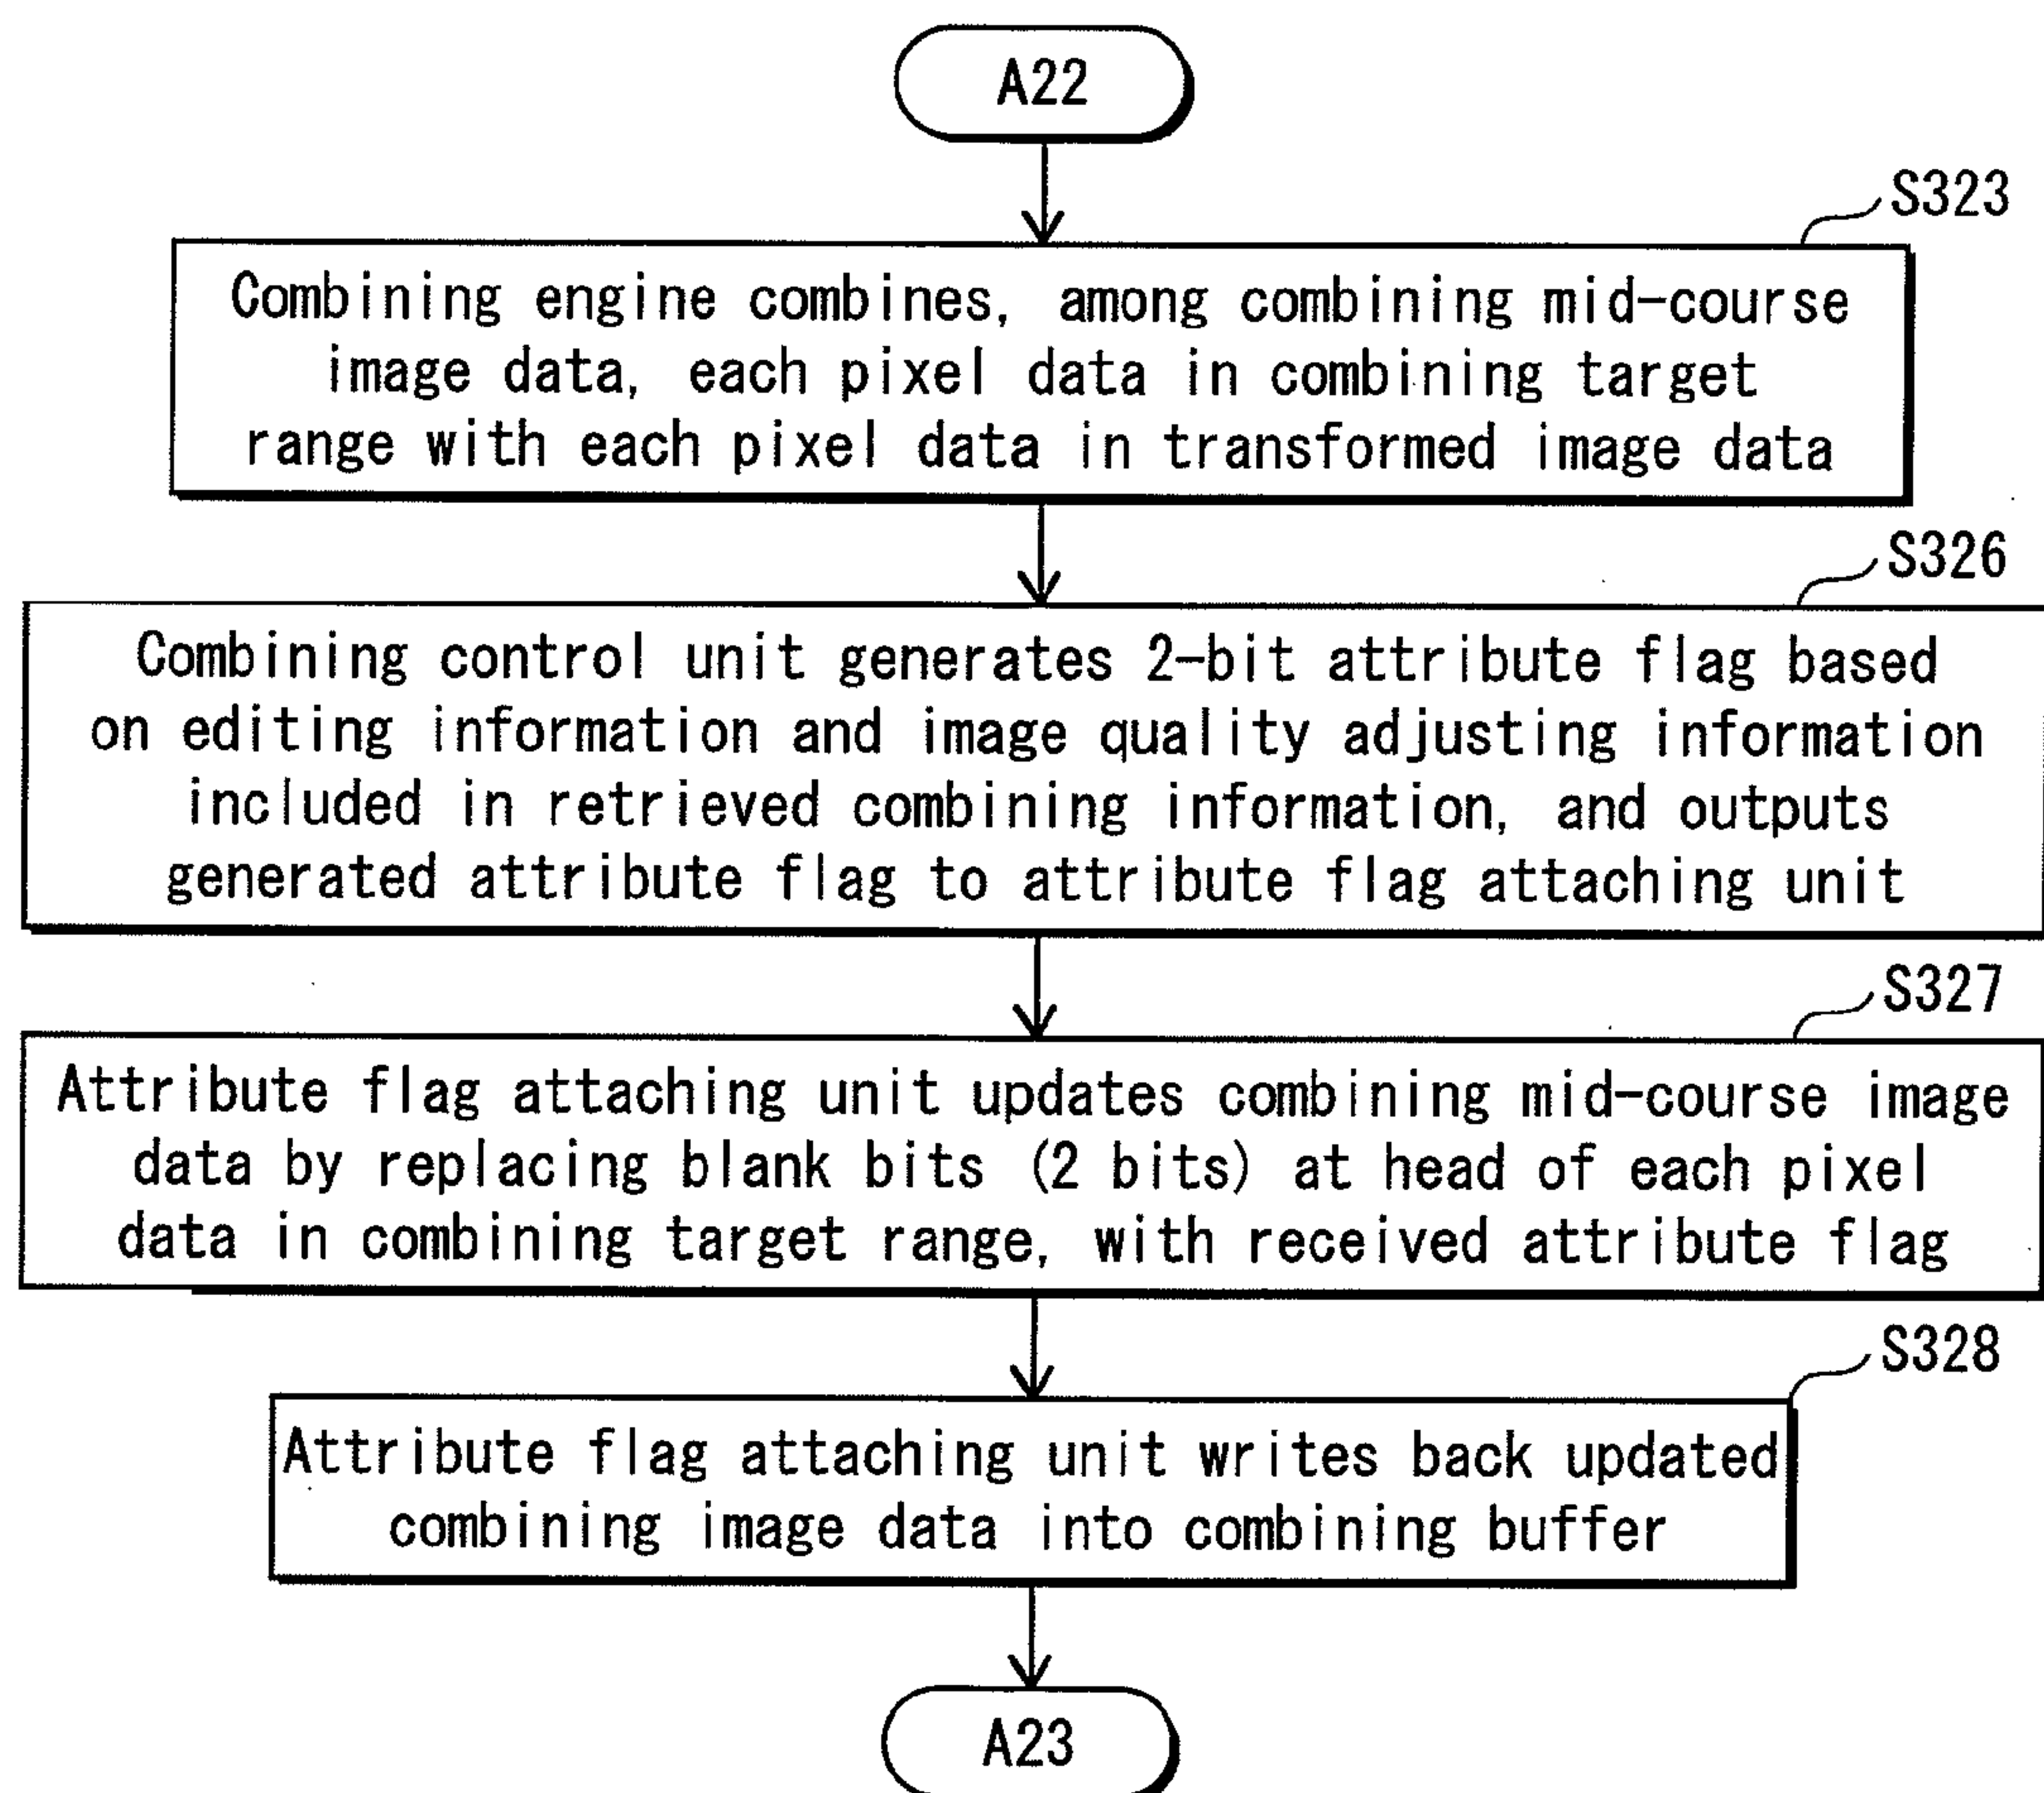 A22
S323
Combining engine combines, among combining mid-course
image data, each pixel data in combining target
range with each pixel data in transformed image data
S326
Combining control unit generates 2-bit attribute flag based
on editing information and image quality adjusting information
included in retrieved combining information, and outputs
generated attribute flag to attribute flag attaching unit
S327
Attribute flag attaching unit updates combining mid-course image
data by replacing blank bits (2 bits) at head of each pixel
data in combining target range, with received attribute flag
S328
Attribute flag attaching unit writes back updated
combining image data into combining buffer
A23